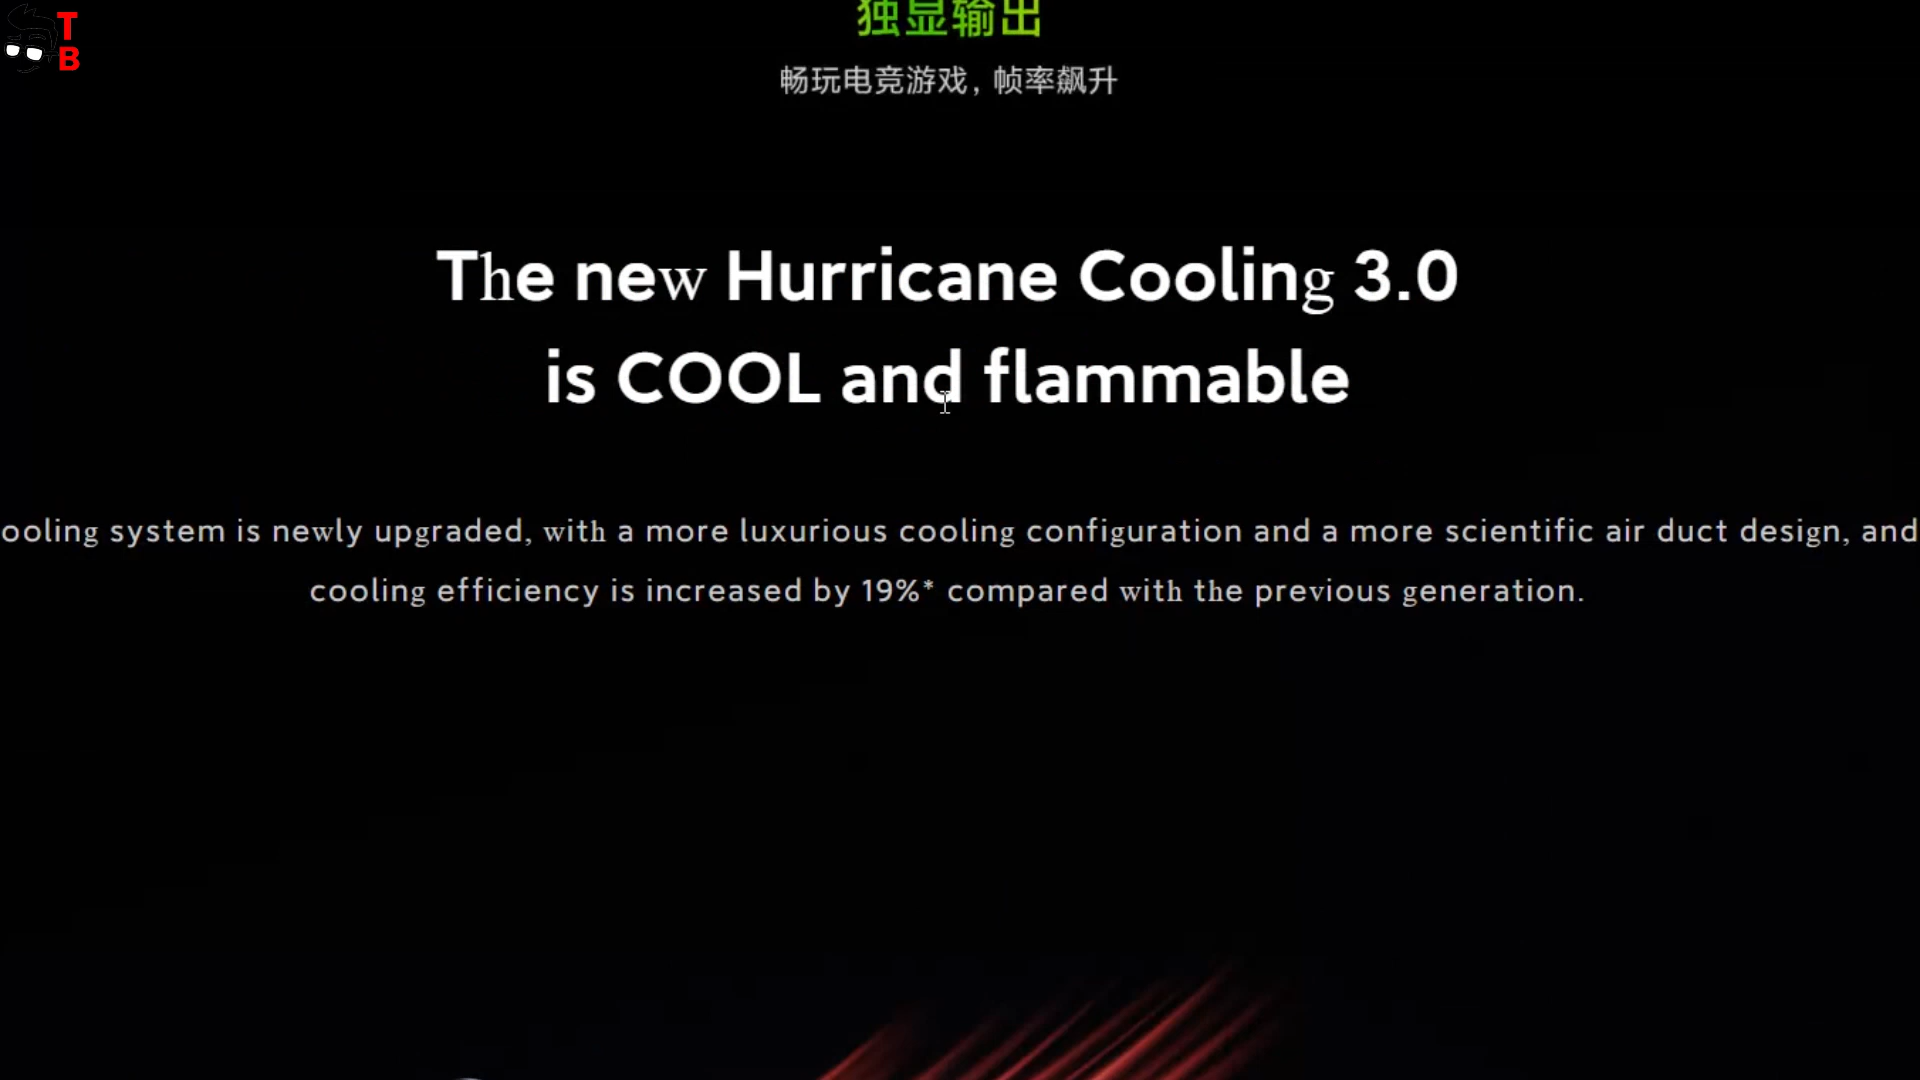 T
B
独显输出
畅玩电竞游戏，帧率飙升
The new Hurricane Cooling 3.0
is COOL and flammable
ooling system is newly upgraded, with a more luxurious cooling configuration and a more scientific air duct design, and
cooling efficiency is increased by 19%* compared with the previous generation.